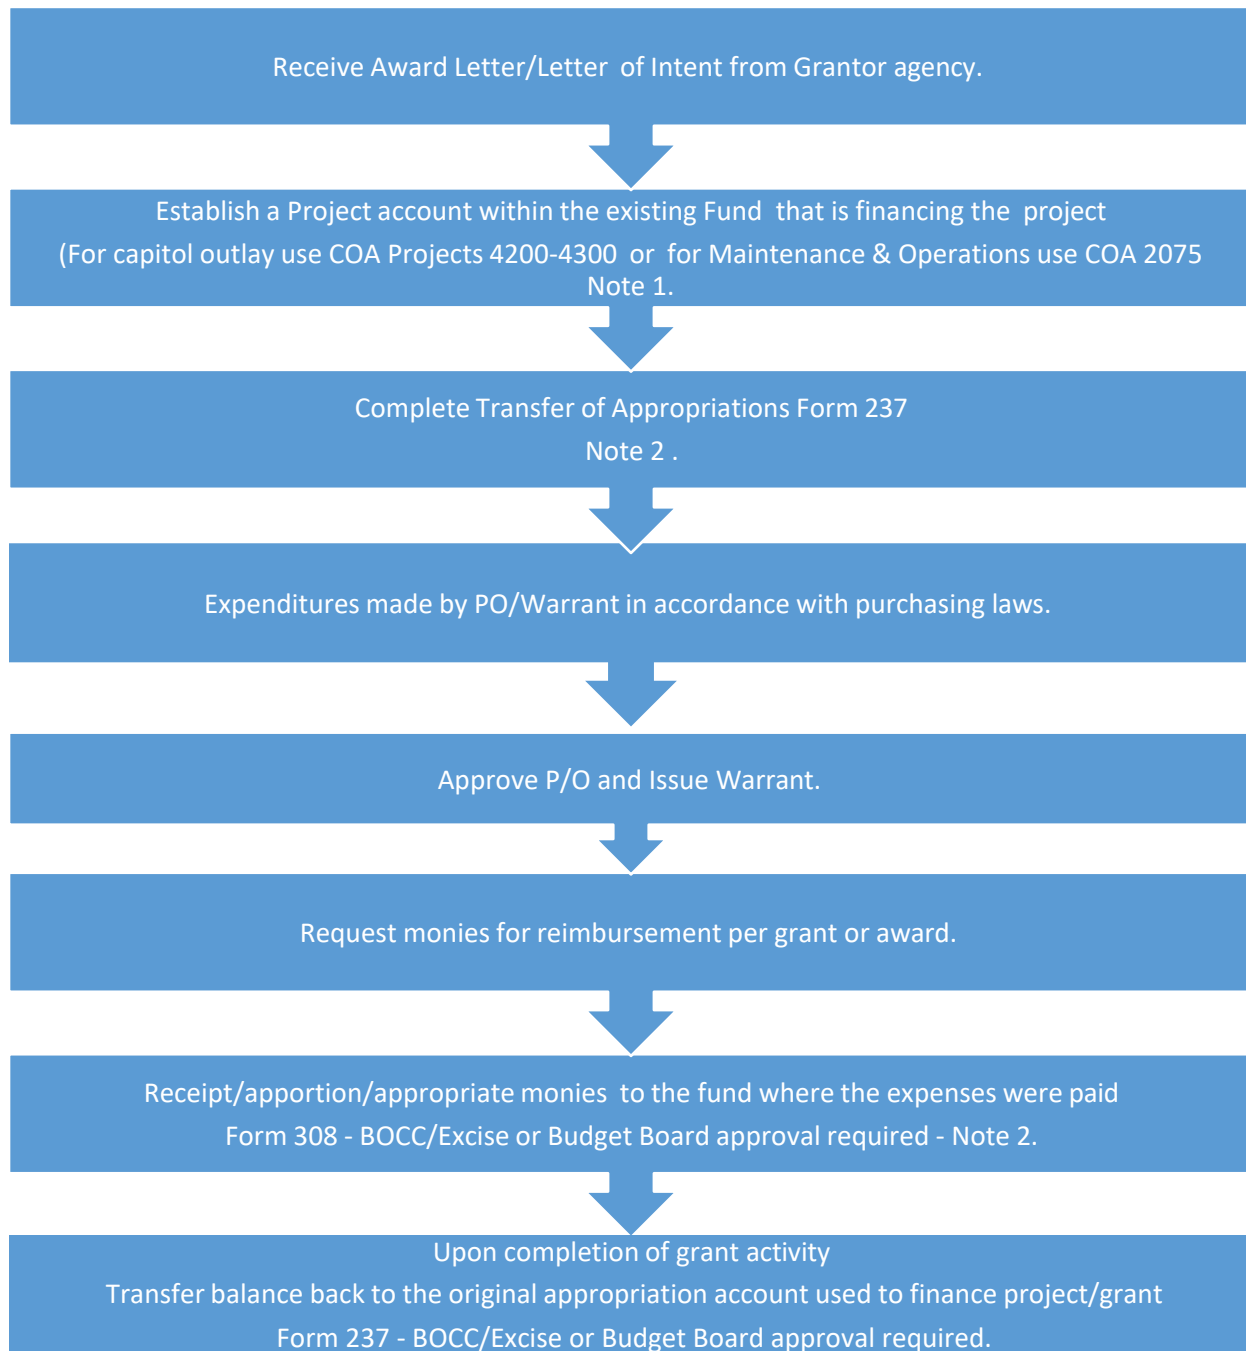 Receive Award Letter/Letter of Intent from Grantor agency.
Establish a Project account within the existing Fund that is financing the project
(For capitol outlay use COA Projects 4200-4300 or for Maintenance & Operations use COA 2075
Note 1.
Complete Transfer of Appropriations Form 237
Note 2 .
Expenditures made by PO/Warrant in accordance with purchasing laws.
Approve P/O and Issue Warrant.
Request monies for reimbursement per grant or award.
Receipt/apportion/appropriate monies to the fund where the expenses were paid
Form 308 - BOCC/Excise or Budget Board approval required - Note 2.
Upon completion of grant activity
Transfer balance back to the original appropriation account used to finance project/grant
Form 237 - BOCC/Excise or Budget Board approval required.